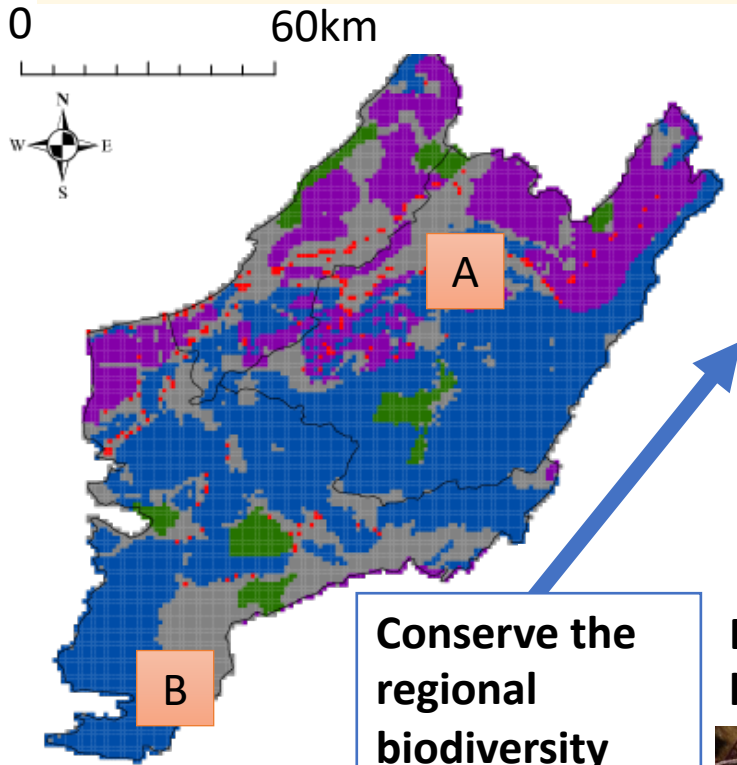 0 60km
N
W E
S
A
B
Conserve the
regional
biodiversity